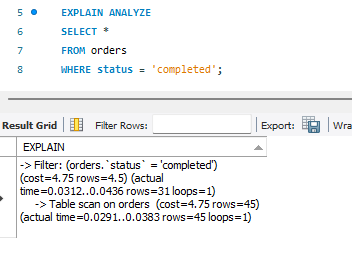 5 EXPLAIN ANALYZE
6 SELECT *
7 FROM orders
8 WHERE status = 'completed';
Result Grid Filter Rows: Export: Wra
EXPLAIN
-> Filter: (orders.`status` = 'completed')
(cost=4.75 rows=4.5) (actual
time=0.0312..0.0436 rows=31 loops=1)
-> Table scan on orders (cost=4.75 rows=45)
(actual time=0.0291..0.0383 rows=45 loops=1)